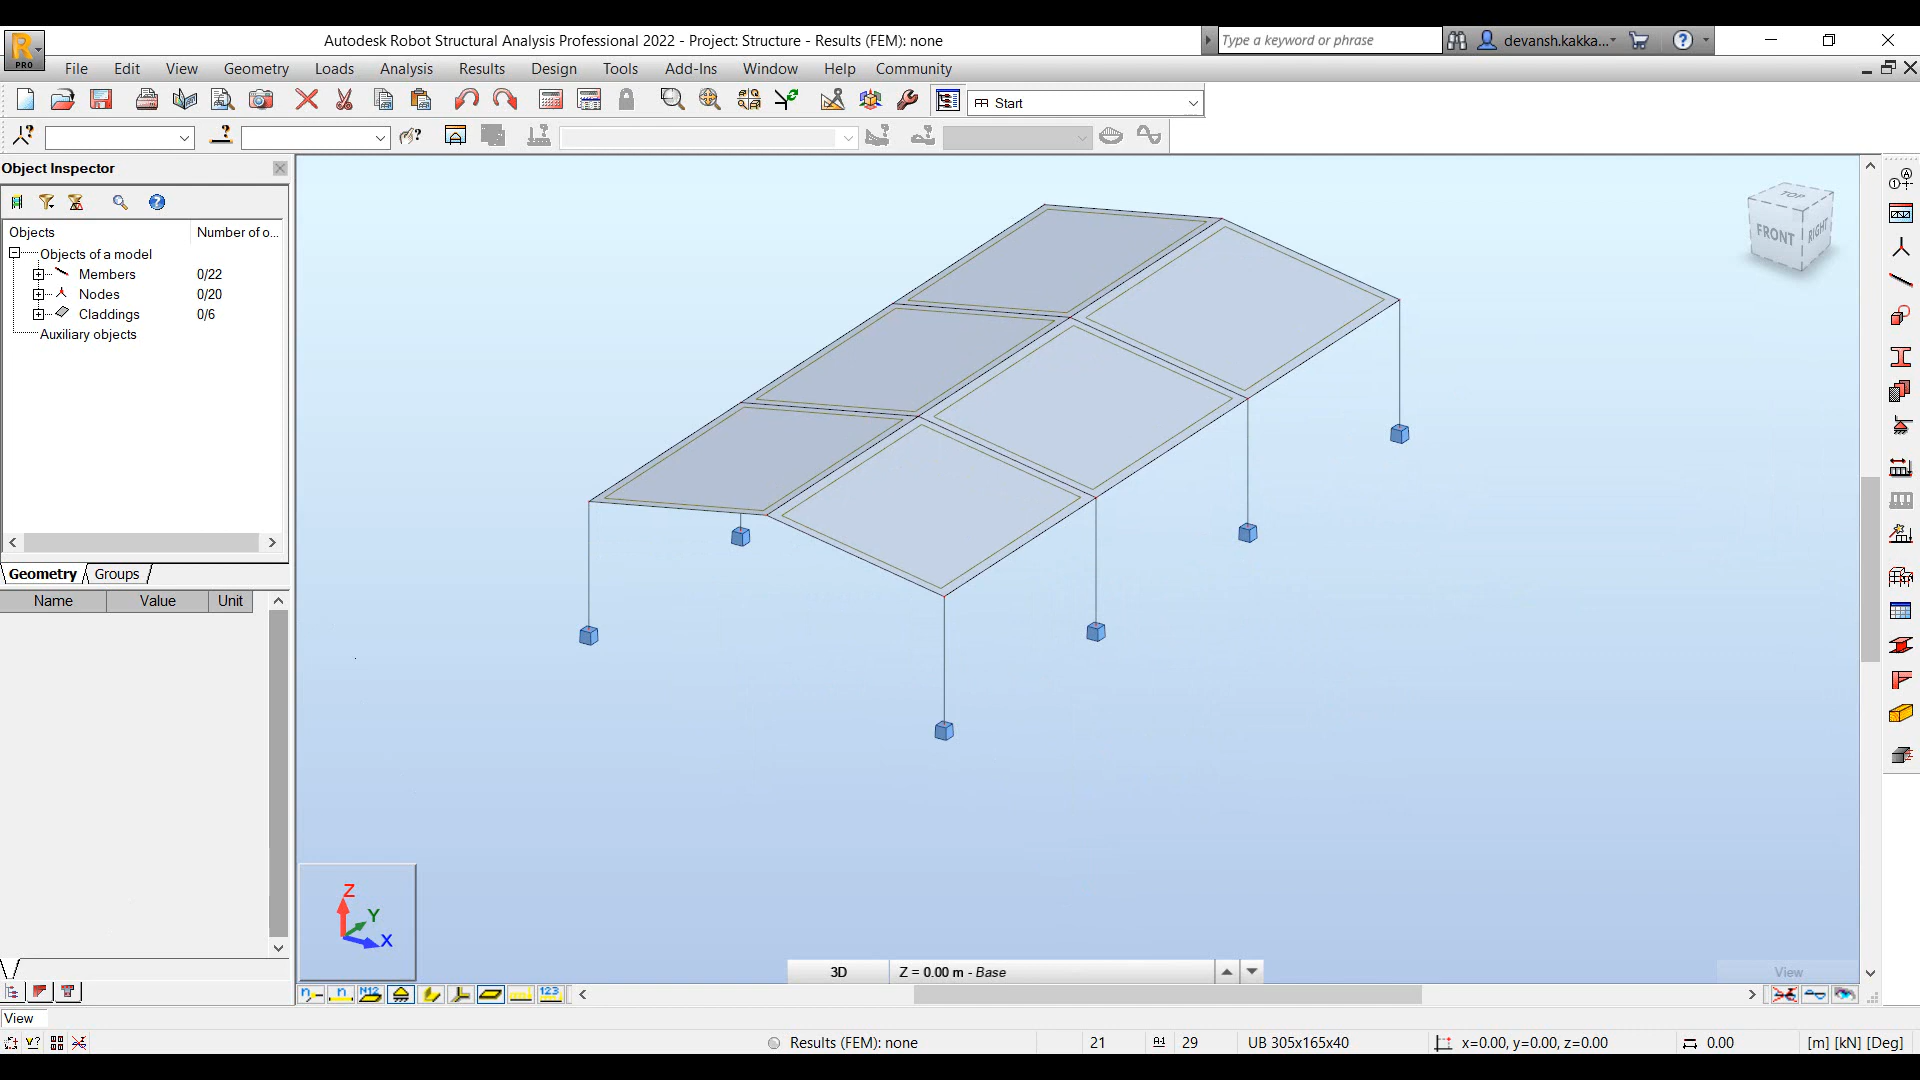 PRO
Autodesk Robot Structural Analysis Professional 2022 - Project: Structure - Results (FEM): none
Type a keyword or phrase
devansh.kakka...
File Edit View Geometry Loads Analysis Results Design Tools Add-Ins Window Help Community
Start
Object Inspector
Objects Number of o...
Objects of a model
Members 0/22
Nodes 0/20
Claddings 0/6
Auxiliary objects
Geometry Groups
Name Value Unit
TOP
FRONT
RIGHT
Z
Y
X
3D Z = 0.00 m - Base
View
View
Results (FEM): none 21 29 UB 305x165x40 x=0.00, y=0.00, z=0.00 0.00 [m] [kN] [Deg]